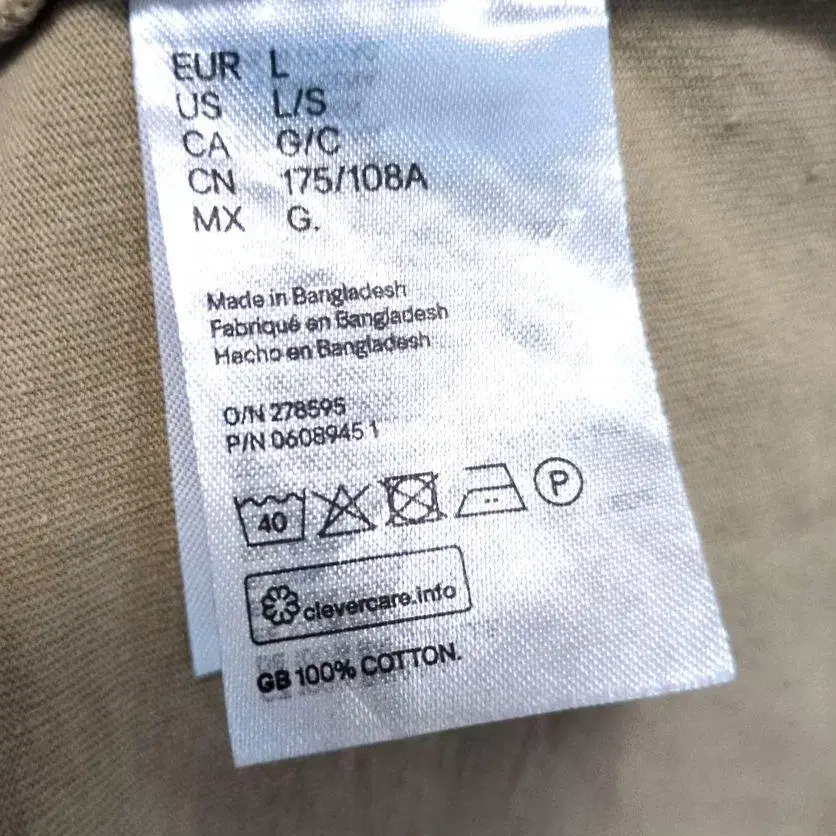 EUR L
US L/S
CA G/C
CN 175/108A
MX G.
Made in Bangladesh
Fabriqué en Bangladesh
Hecho en Bangladesh
O/N 278595
P/N 0608945 1
40 P
clevercare.info
GB 100% COTTON.